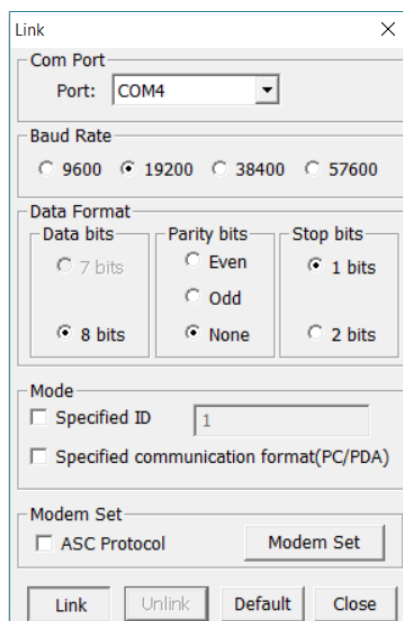 Link
Com Port
Port: COM4
Baud Rate
9600 19200 38400 57600
Data Format
Data bits Parity bits Stop bits
7 bits Even 1 bits
Odd
8 bits None 2 bits
Mode
Specified ID 1
Specified communication format(PC/PDA)
Modem Set
ASC Protocol Modem Set
Link Unlink Default Close